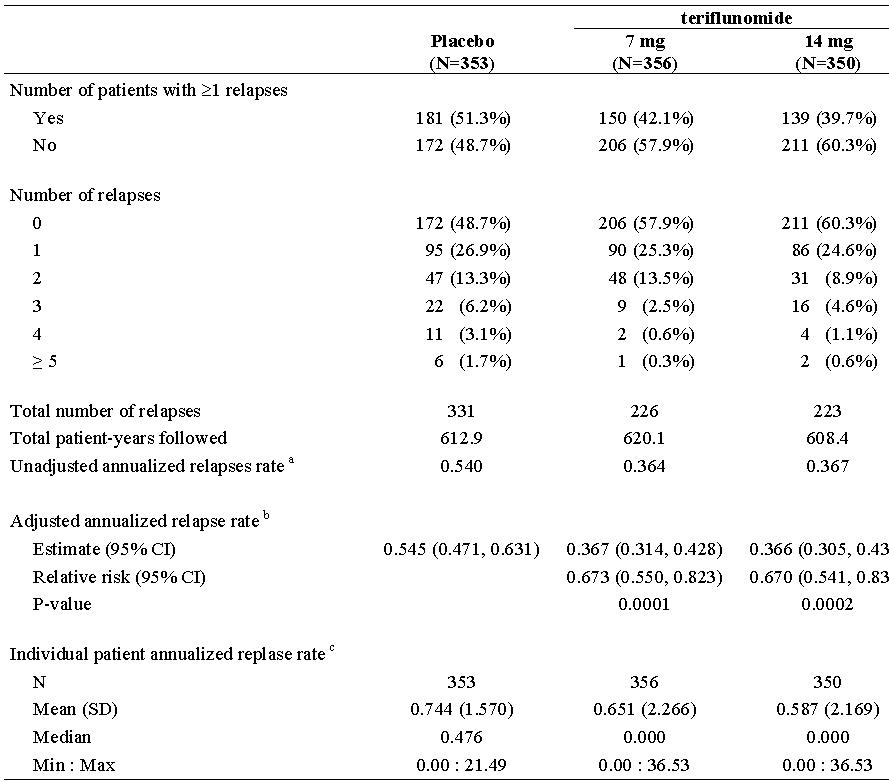 teriflunomide
Placebo 7 mg 14 mg
(N=353) (N=356) (N=350)
Number of patients with ≥1 relapses
Yes 181 (51.3%) 150 (42.1%) 139 (39.7%)
No 172 (48.7%) 206 (57.9%) 211 (60.3%)
Number of relapses
0 172 (48.7%) 206 (57.9%) 211 (60.3%)
1 95 (26.9%) 90 (25.3%) 86 (24.6%)
2 47 (13.3%) 48 (13.5%) 31 (8.9%)
3 22 (6.2%) 9 (2.5%) 16 (4.6%)
4 11 (3.1%) 2 (0.6%) 4 (1.1%)
≥ 5 6 (1.7%) 1 (0.3%) 2 (0.6%)
Total number of relapses 331 226 223
Total patient-years followed 612.9 620.1 608.4
Unadjusted annualized relapses rate a 0.540 0.364 0.367
Adjusted annualized relapse rate b
Estimate (95% CI) 0.545 (0.471, 0.631) 0.367 (0.314, 0.428) 0.366 (0.305, 0.43
Relative risk (95% CI) 0.673 (0.550, 0.823) 0.670 (0.541, 0.83
P-value 0.0001 0.0002
Individual patient annualized replase rate c
N 353 356 350
Mean (SD) 0.744 (1.570) 0.651 (2.266) 0.587 (2.169)
Median 0.476 0.000 0.000
Min : Max 0.00 : 21.49 0.00 : 36.53 0.00 : 36.53